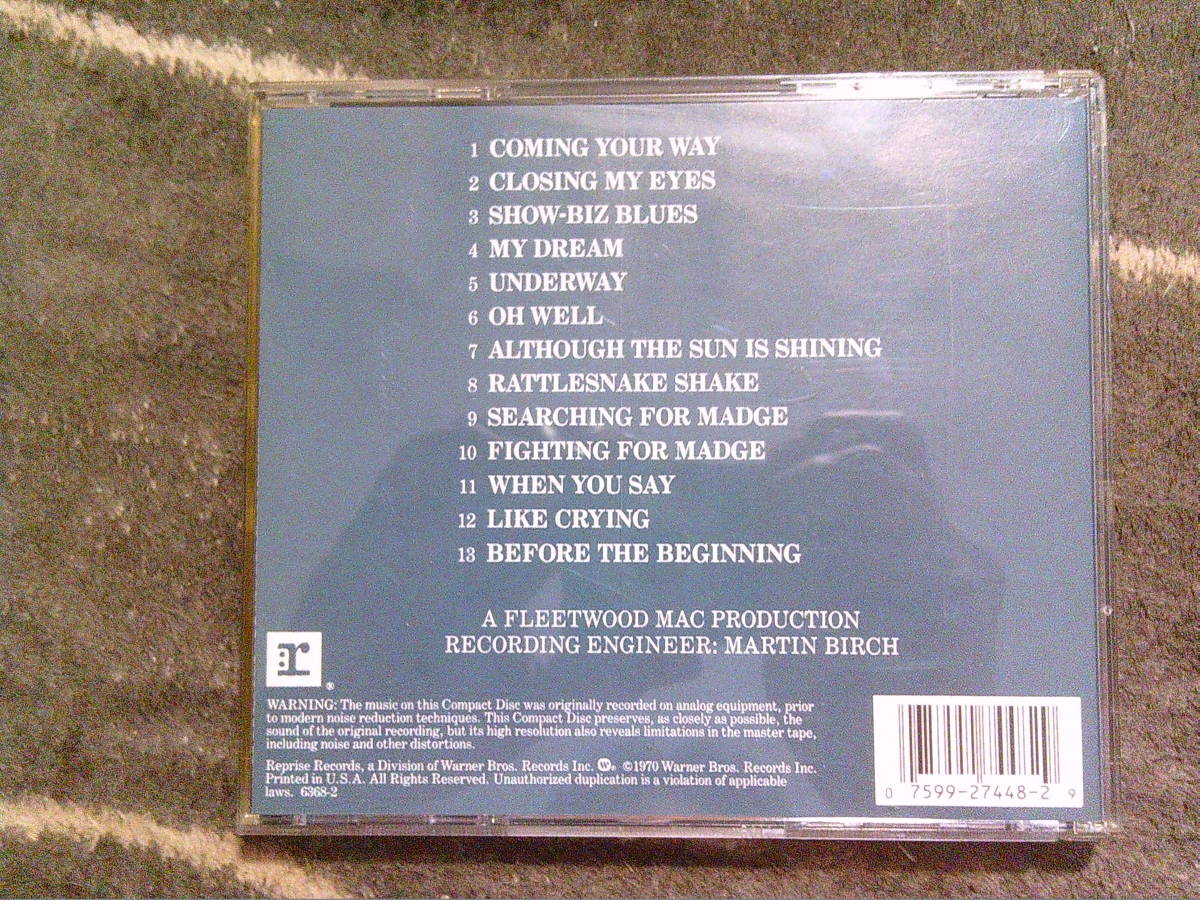 1 COMING YOUR WAY
2 CLOSING MY EYES
3 SHOW-BIZ BLUES
4 MY DREAM
5 UNDERWAY
6 OH WELL
7 ALTHOUGH THE SUN IS SHINING
8 RATTLESNAKE SHAKE
9 SEARCHING FOR MADGE
10 FIGHTING FOR MADGE
11 WHEN YOU SAY
12 LIKE CRYING
13 BEFORE THE BEGINNING
A FLEETWOOD MAC PRODUCTION
RECORDING ENGINEER: MARTIN BIRCH
r ®
WARNING: The music on this Compact Disc was originally recorded on analog equipment, prior
to modern noise reduction techniques. This Compact Disc preserves, as closely as possible, the
sound of the original recording, but its high resolution also reveals limitations in the master tape,
including noise and other distortions.
Reprise Records, a Division of Warner Bros. Records Inc. ©1970 Warner Bros. Records Inc.
Printed in U.S.A. All Rights Reserved. Unauthorized duplication is a violation of applicable
laws. 6368-2
0 7599-27448-2 9